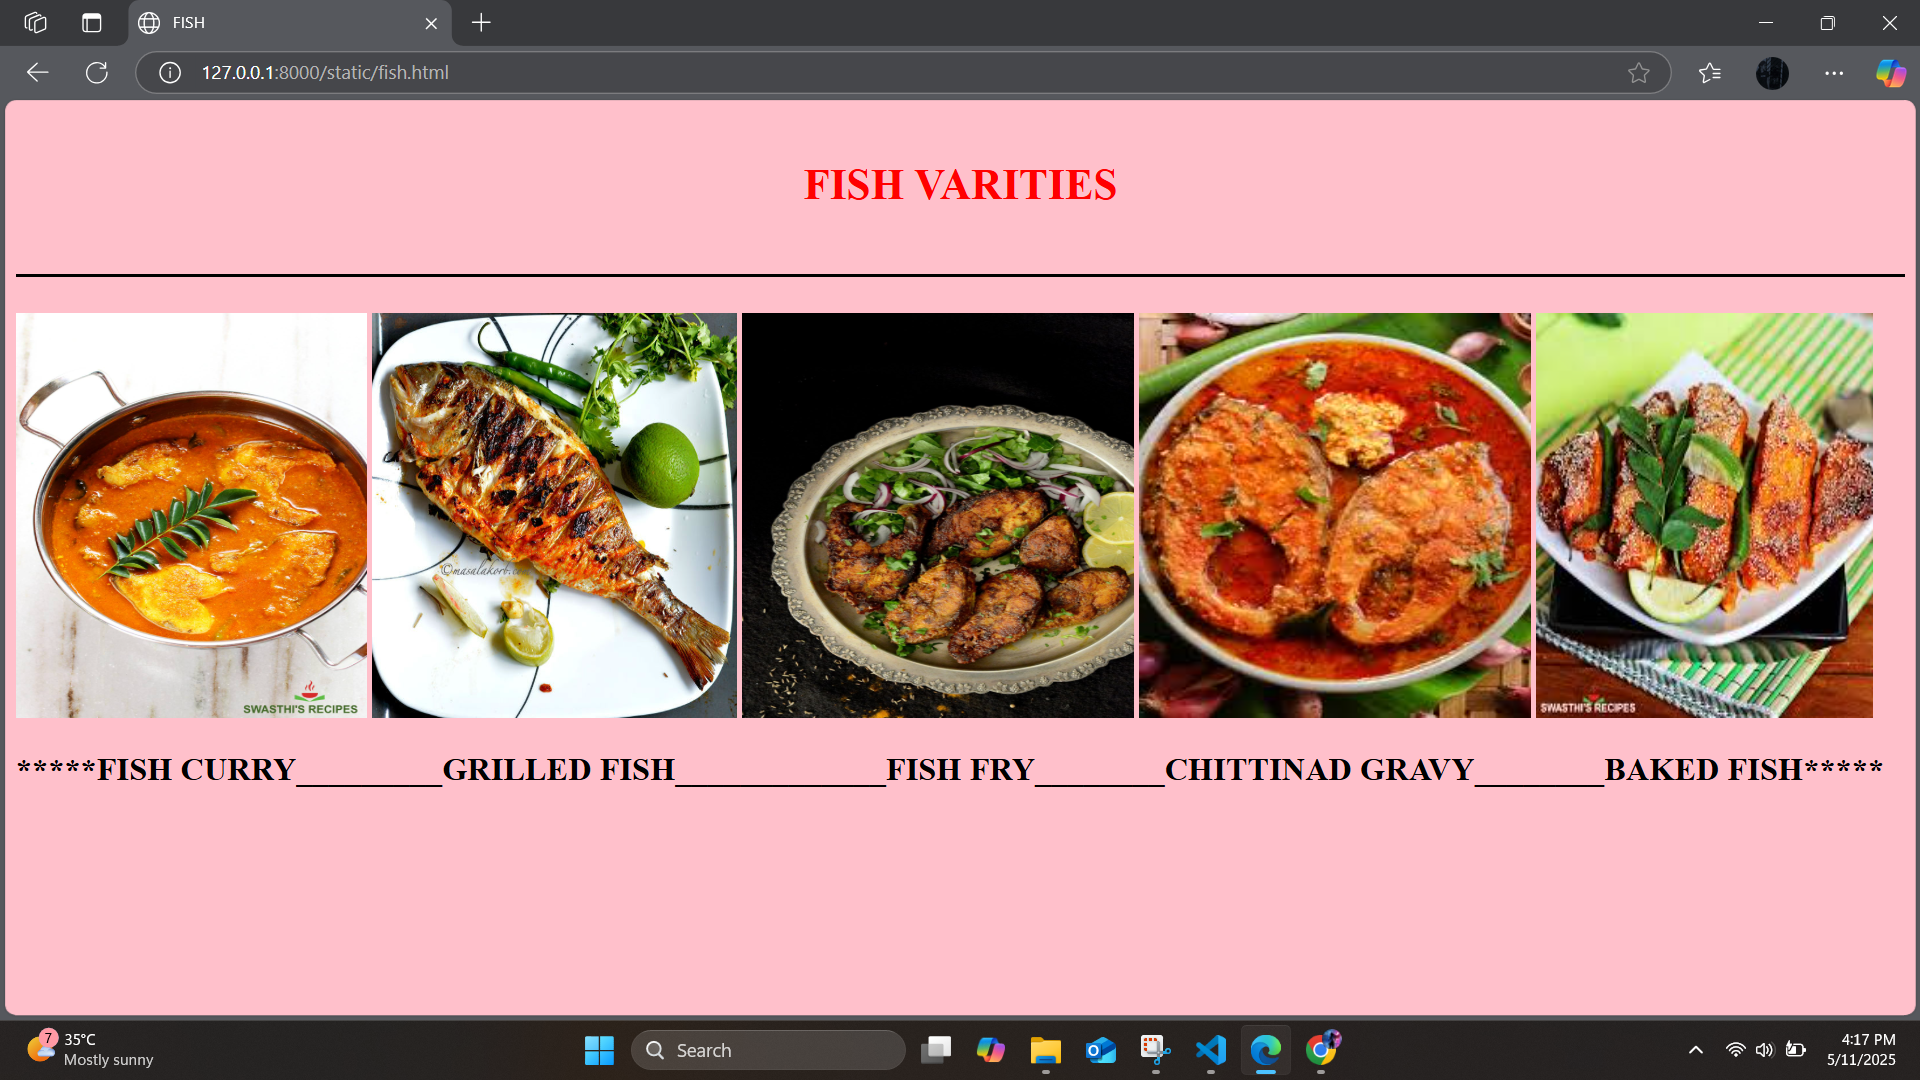 FISH
127.0.0.1:8000/static/fish.html
FISH VARITIES
©masalakorb.c
SWASTHI'S RECIPES
SWASTHI'S RECIPES
*****FISH CURRY_________GRILLED FISH_____________FISH FRY________CHITTINAD GRAVY________BAKED FISH*****
7
35°C
Mostly sunny
Search
4:17 PM
5/11/2025